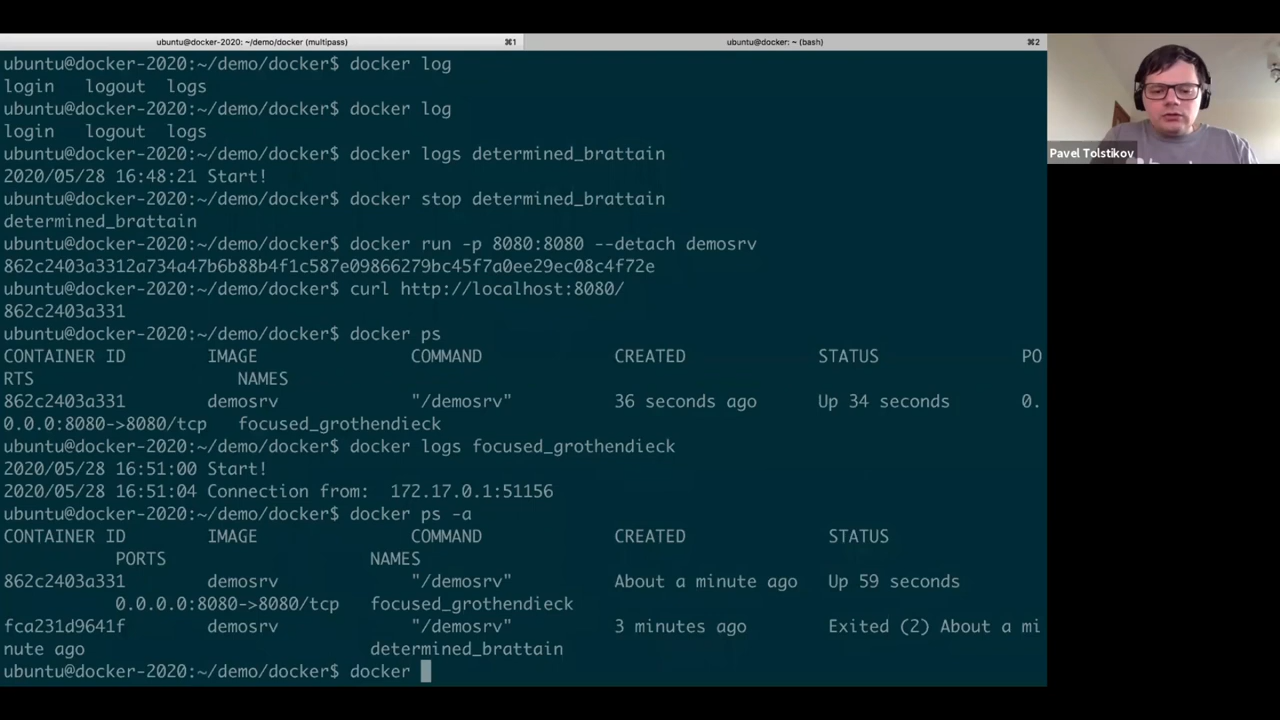 ubuntu@docker-2020: ~/demo/docker (multipass) ⌘1 ubuntu@docker: ~ (bash) ⌘2
ubuntu@docker-2020:~/demo/docker$ docker log
login logout logs
ubuntu@docker-2020:~/demo/docker$ docker log
login logout logs
ubuntu@docker-2020:~/demo/docker$ docker logs determined_brattain
2020/05/28 16:48:21 Start!
ubuntu@docker-2020:~/demo/docker$ docker stop determined_brattain
determined_brattain
ubuntu@docker-2020:~/demo/docker$ docker run -p 8080:8080 --detach demosrv
862c2403a3312a734a47b6b88b4f1c587e09866279bc45f7a0ee29ec08c4f72e
ubuntu@docker-2020:~/demo/docker$ curl http://localhost:8080/
862c2403a331
ubuntu@docker-2020:~/demo/docker$ docker ps
CONTAINER ID IMAGE COMMAND CREATED STATUS PO
RTS NAMES
862c2403a331 demosrv "/demosrv" 36 seconds ago Up 34 seconds 0.
0.0.0:8080->8080/tcp focused_grothendieck
ubuntu@docker-2020:~/demo/docker$ docker logs focused_grothendieck
2020/05/28 16:51:00 Start!
2020/05/28 16:51:04 Connection from: 172.17.0.1:51156
ubuntu@docker-2020:~/demo/docker$ docker ps -a
CONTAINER ID IMAGE COMMAND CREATED STATUS
PORTS NAMES
862c2403a331 demosrv "/demosrv" About a minute ago Up 59 seconds
0.0.0.0:8080->8080/tcp focused_grothendieck
fca231d9641f demosrv "/demosrv" 3 minutes ago Exited (2) About a mi
nute ago determined_brattain
ubuntu@docker-2020:~/demo/docker$ docker
Pavel Tolstikov